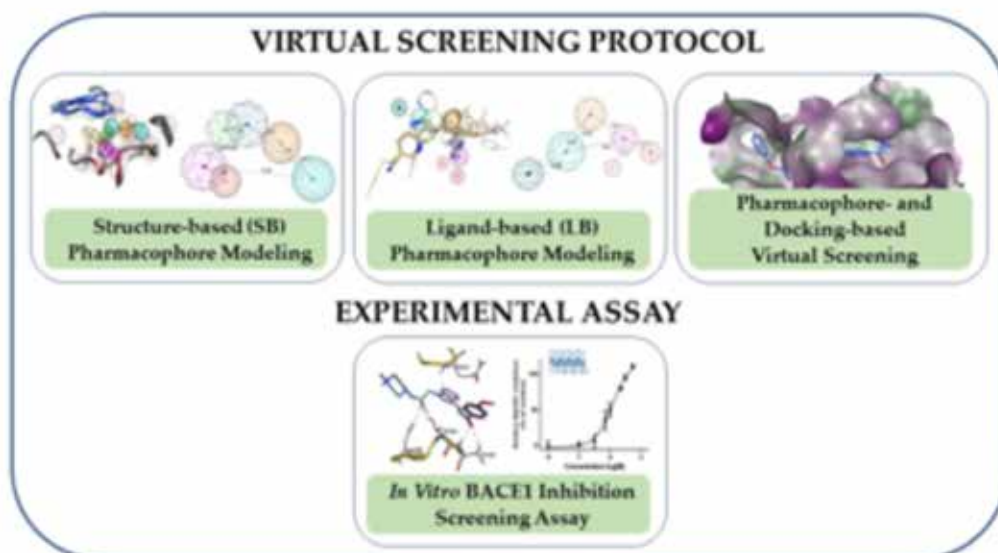 VIRTUAL SCREENING PROTOCOL
Structure-based (SB)
Pharmacophore Modeling
Ligand-based (LB)
Pharmacophore Modeling
Pharmacophore- and
Docking-based
Virtual Screening
EXPERIMENTAL ASSAY
In Vitro BACE1 Inhibition
Screening Assay